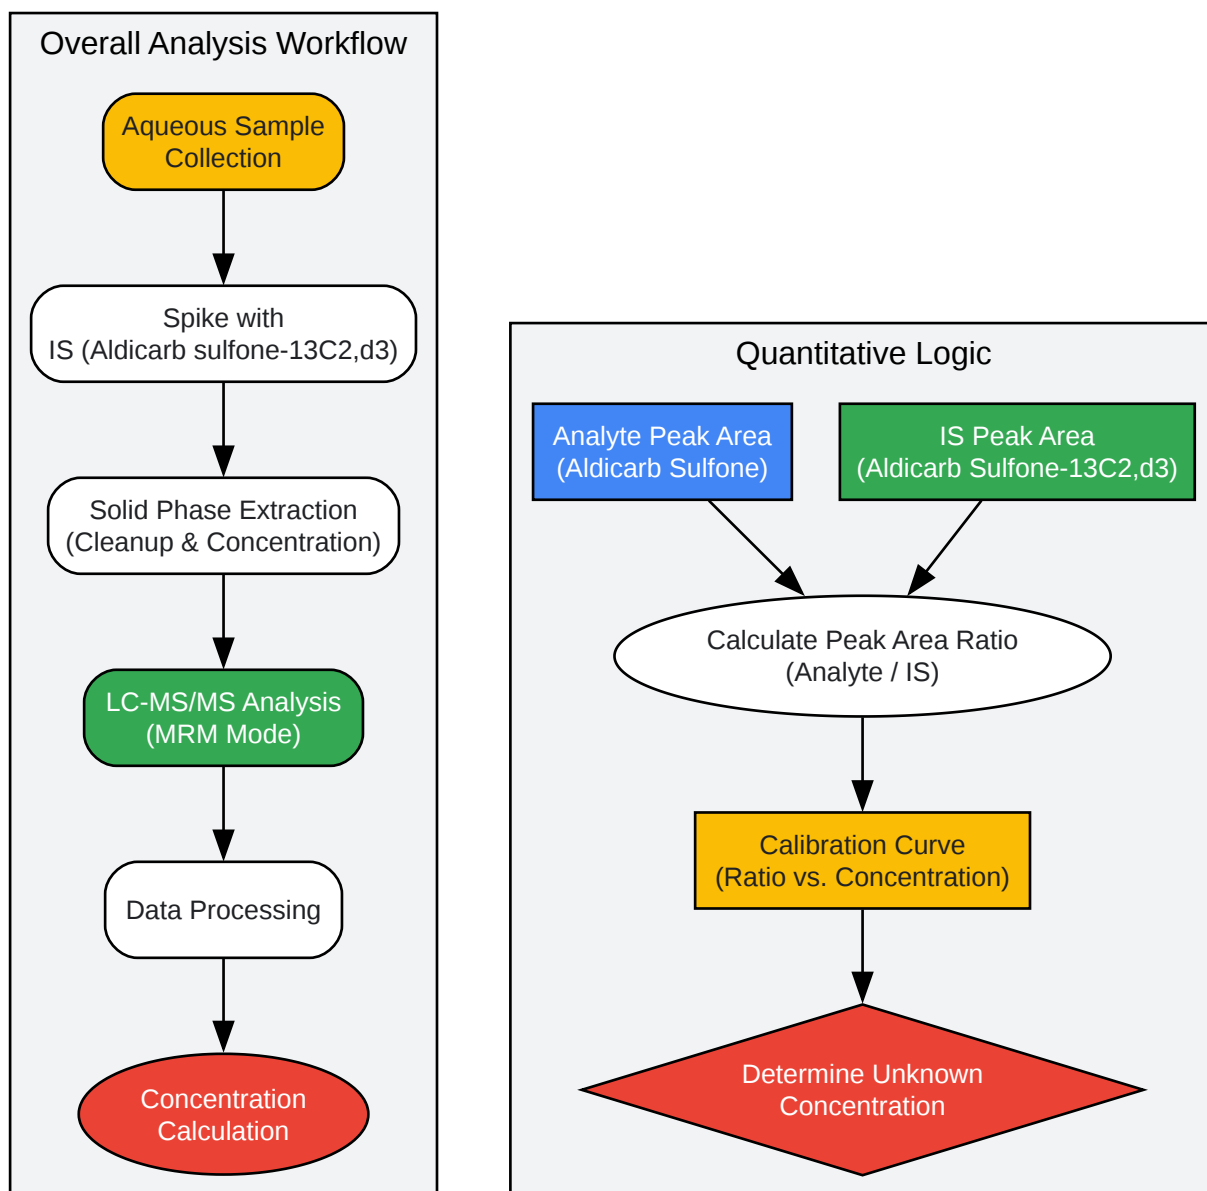 Overall Analysis Workflow
Aqueous Sample
Collection
Spike with
IS (Aldicarb sulfone-13C2,d3)
Solid Phase Extraction
(Cleanup & Concentration)
LC-MS/MS Analysis
(MRM Mode)
Data Processing
Concentration
Calculation
Quantitative Logic
Analyte Peak Area
(Aldicarb Sulfone)
IS Peak Area
(Aldicarb Sulfone-13C2,d3)
Calculate Peak Area Ratio
(Analyte / IS)
Calibration Curve
(Ratio vs. Concentration)
Determine Unknown
Concentration